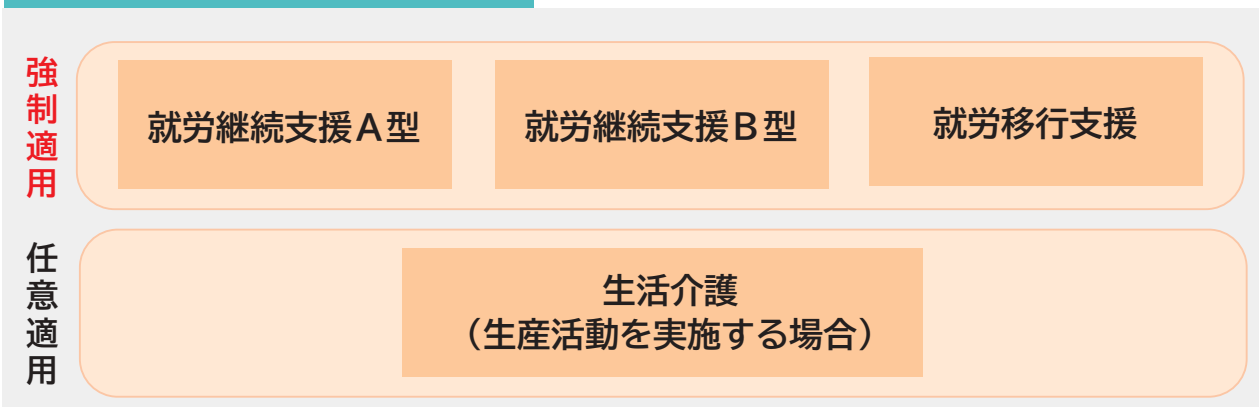 強制適用
就労継続支援A型
就労継続支援B型
就労移行支援
任意適用
生活介護
（生産活動を実施する場合）